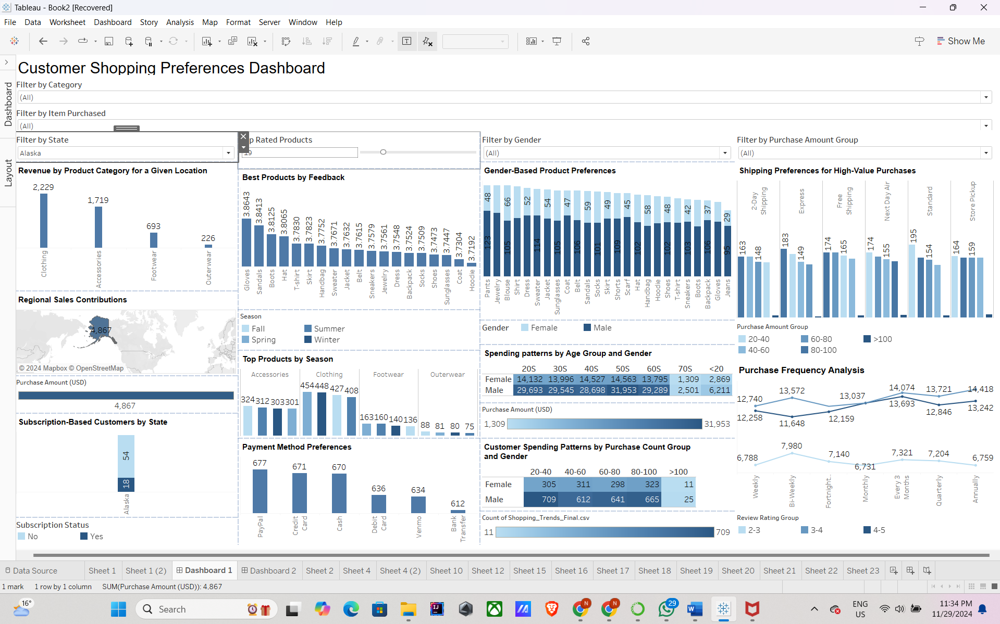 Tableau - Book2 [Recovered]
File Data Worksheet Dashboard Story Analysis Map Format Server Window Help
Show Me
Dashboard
Layout
Customer Shopping Preferences Dashboard
Filter by Category
(All)
Filter by Item Purchased
(All)
Filter by State
Alaska
Revenue by Product Category for a Given Location
2,229 1,719 693 226
Clothing Accessories Footwear Outerwear
Regional Sales Contributions
4,867
© 2024 Mapbox © OpenStreetMap
Purchase Amount (USD)
4,867
Subscription-Based Customers by State
54
18
Alaska
Subscription Status
No Yes
p Rated Products
19
Best Products by Feedback
3.8643 3.8413 3.8125 3.8065 3.7830 3.7823 3.7752 3.7671 3.7632 3.7615 3.7579 3.7561 3.7548 3.7524 3.7509 3.7473 3.7447 3.7304 3.7192
Gloves Sandals Boots Hat T-shirt Skirt Handbag Sweater Jacket Belt Sneakers Jewelry Dress Backpack Socks Shoes Sunglasses Coat Hoodie
Season
Fall Summer
Spring Winter
Top Products by Season
Accessories Clothing Footwear Outerwear
324 312 303 301 454 448 427 408 163 160 140 136 88 81 80 75
Payment Method Preferences
677 671 670 636 634 612
PayPal Credit Card Cash Debit Card Venmo Bank Transfer
Filter by Gender
(All)
Gender-Based Product Preferences
48 66 52 54 47 59 49 45 58 48 42 37 29
123 105 114 105 106 101 109 102 102 103 106 95
Pants Jewelry Blouse Shirt Dress Sweater Jacket Sunglasses Coat Belt Sandals Socks Skirt Shorts Scarf Hat Handbag Hoodie Shoes T-shirt Sneakers Boots Backpack Gloves Jeans
Gender Female Male
Spending patterns by Age Group and Gender
20S 30S 40S 50S 60S 70S <20
Female 14,132 13,996 14,527 14,563 13,795 1,309 2,869
Male 29,693 29,545 28,698 31,953 29,289 2,501 6,211
Purchase Amount (USD)
1,309 31,953
Customer Spending Patterns by Purchase Count Group
and Gender
20-40 40-60 60-80 80-100 >100
Female 305 311 298 323 11
Male 709 612 641 665 25
Count of Shopping_Trends_Final.csv
11 709
Filter by Purchase Amount Group
(All)
Shipping Preferences for High-Value Purchases
2-Day Shipping Express Free Shipping Next Day Air Standard Store Pickup
163 148 183 149 174 165 174 155 195 154 164 159
Purchase Amount Group
20-40 60-80 >100
40-60 80-100
Purchase Frequency Analysis
12,740 13,572 13,037 14,074 13,721 14,418
12,258 11,648 12,159 13,693 12,846 13,242
6,788 7,980 7,140 6,731 7,321 7,204 6,759
Weekly Bi-Weekly Fortnight.. Monthly Every 3 Months Quarterly Annually
Review Rating Group
2-3 3-4 4-5
Data Source Sheet 1 Sheet 1 (2) Dashboard 1 Dashboard 2 Sheet 2 Sheet 4 Sheet 4 (2) Sheet 10 Sheet 12 Sheet 15 Sheet 16 Sheet 17 Sheet 18 Sheet 19 Sheet 20 Sheet 21 Sheet 22 Sheet 23
1 mark 1 row by 1 column SUM(Purchase Amount (USD)): 4,867
16° Search 29 ENG US 11:34 PM 11/29/2024